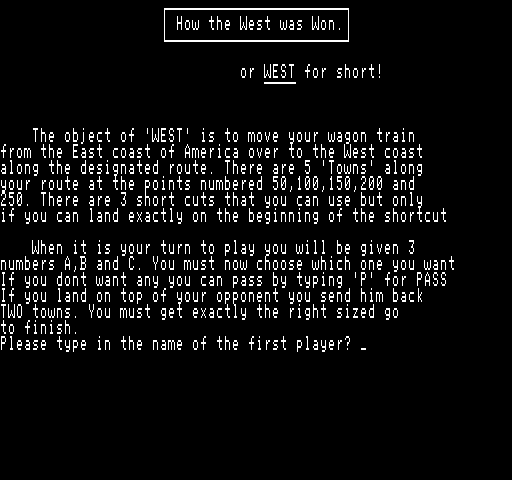 How the West was Won.
or WEST for short!
The object of 'WEST' is to move your wagon train
from the East coast of America over to the West coast
along the designated route. There are 5 'Towns' along
your route at the points numbered 50,100,150,200 and
250. There are 3 short cuts that you can use but only
if you can land exactly on the beginning of the shortcut
When it is your turn to play you will be given 3
numbers A,B and C. You must now choose which one you want
If you dont want any you can pass by typing 'P' for PASS
If you land on top of your opponent you send him back
TWO towns. You must get exactly the right sized go
to finish.
Please type in the name of the first player? _